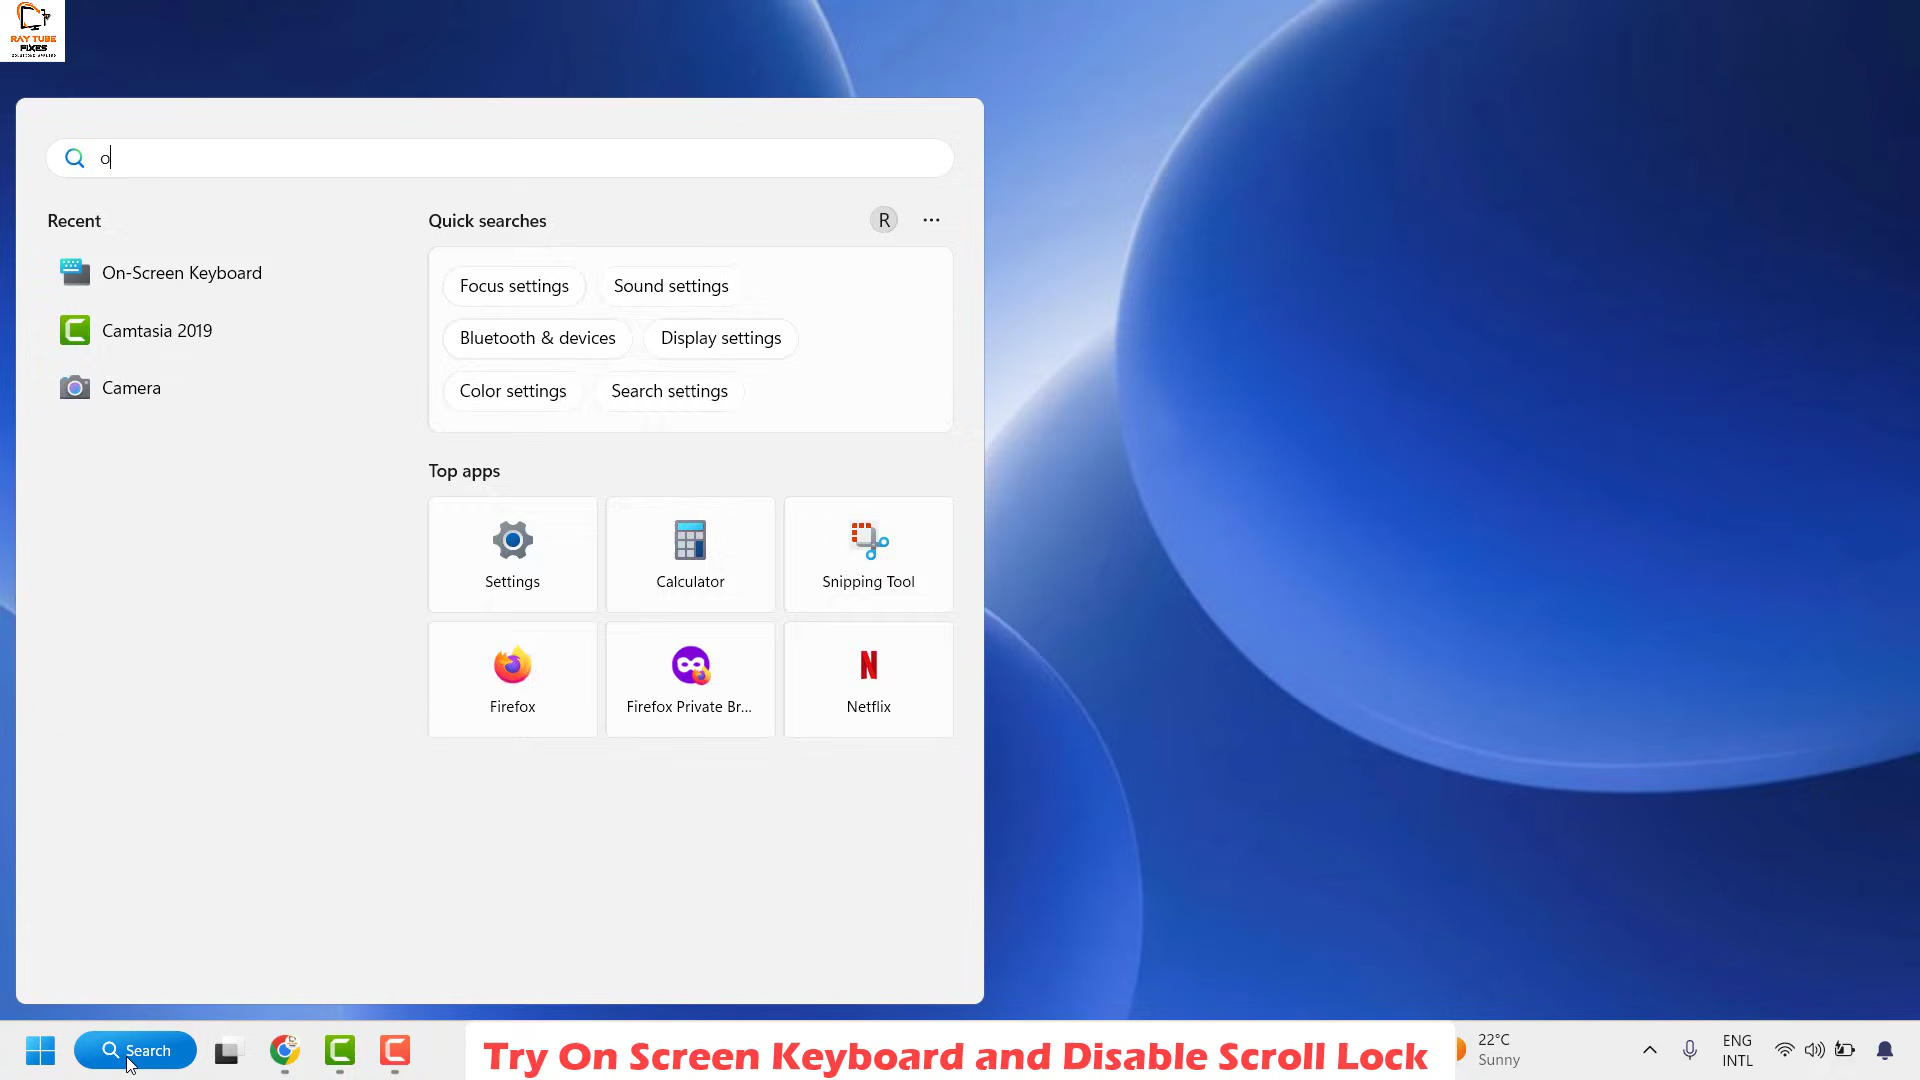 RAY TUBE
FIXES
o
Recent
Quick searches
R
On-Screen Keyboard
Focus settings
Sound settings
Camtasia 2019
Bluetooth & devices
Display settings
Camera
Color settings
Search settings
Top apps
Settings
Calculator
Snipping Tool
Firefox
Firefox Private Br...
Netflix
Search
Try On Screen Keyboard and Disable Scroll Lock
22°C
Sunny
ENG
INTL